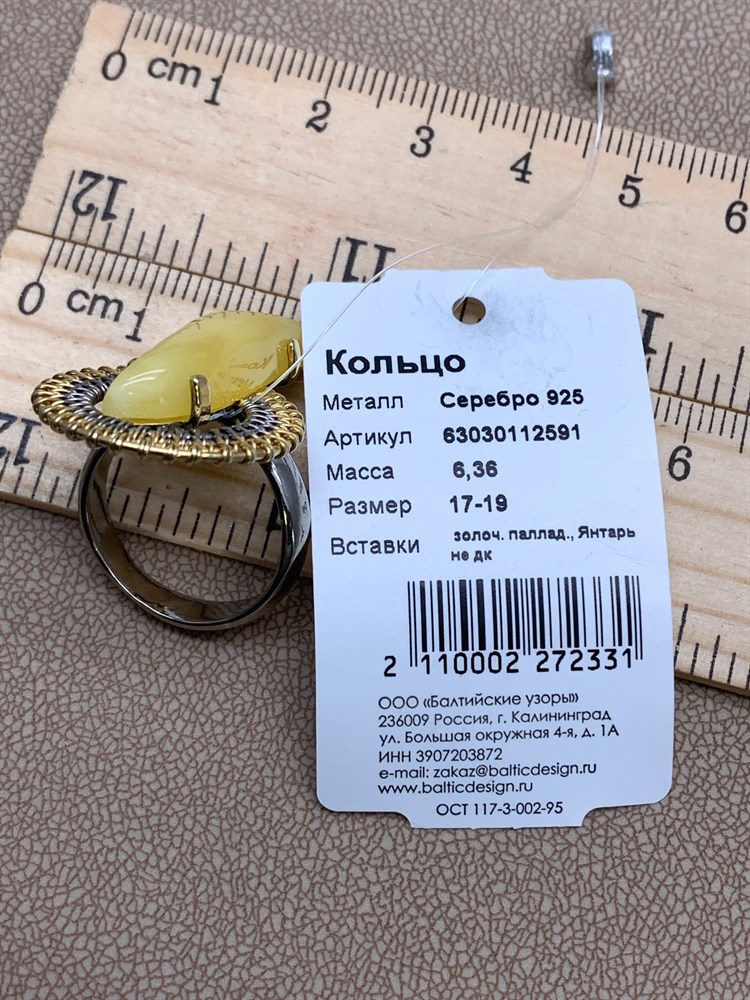 0 cm 1 2 3 4 5 6
12 11
0 cm 1
6
Кольцо
Металл Серебро 925
Артикул 63030112591
Масса 6,36
Размер 17-19
Вставки золоч. паллад., Янтарь
не дк
2 110002 272331
ООО «Балтийские узоры»
236009 Россия, г. Калининград
ул. Большая окружная 4-я, д. 1А
ИНН 3907203872
e-mail: zakaz@balticdesign.ru
www.balticdesign.ru
ОСТ 117-3-002-95